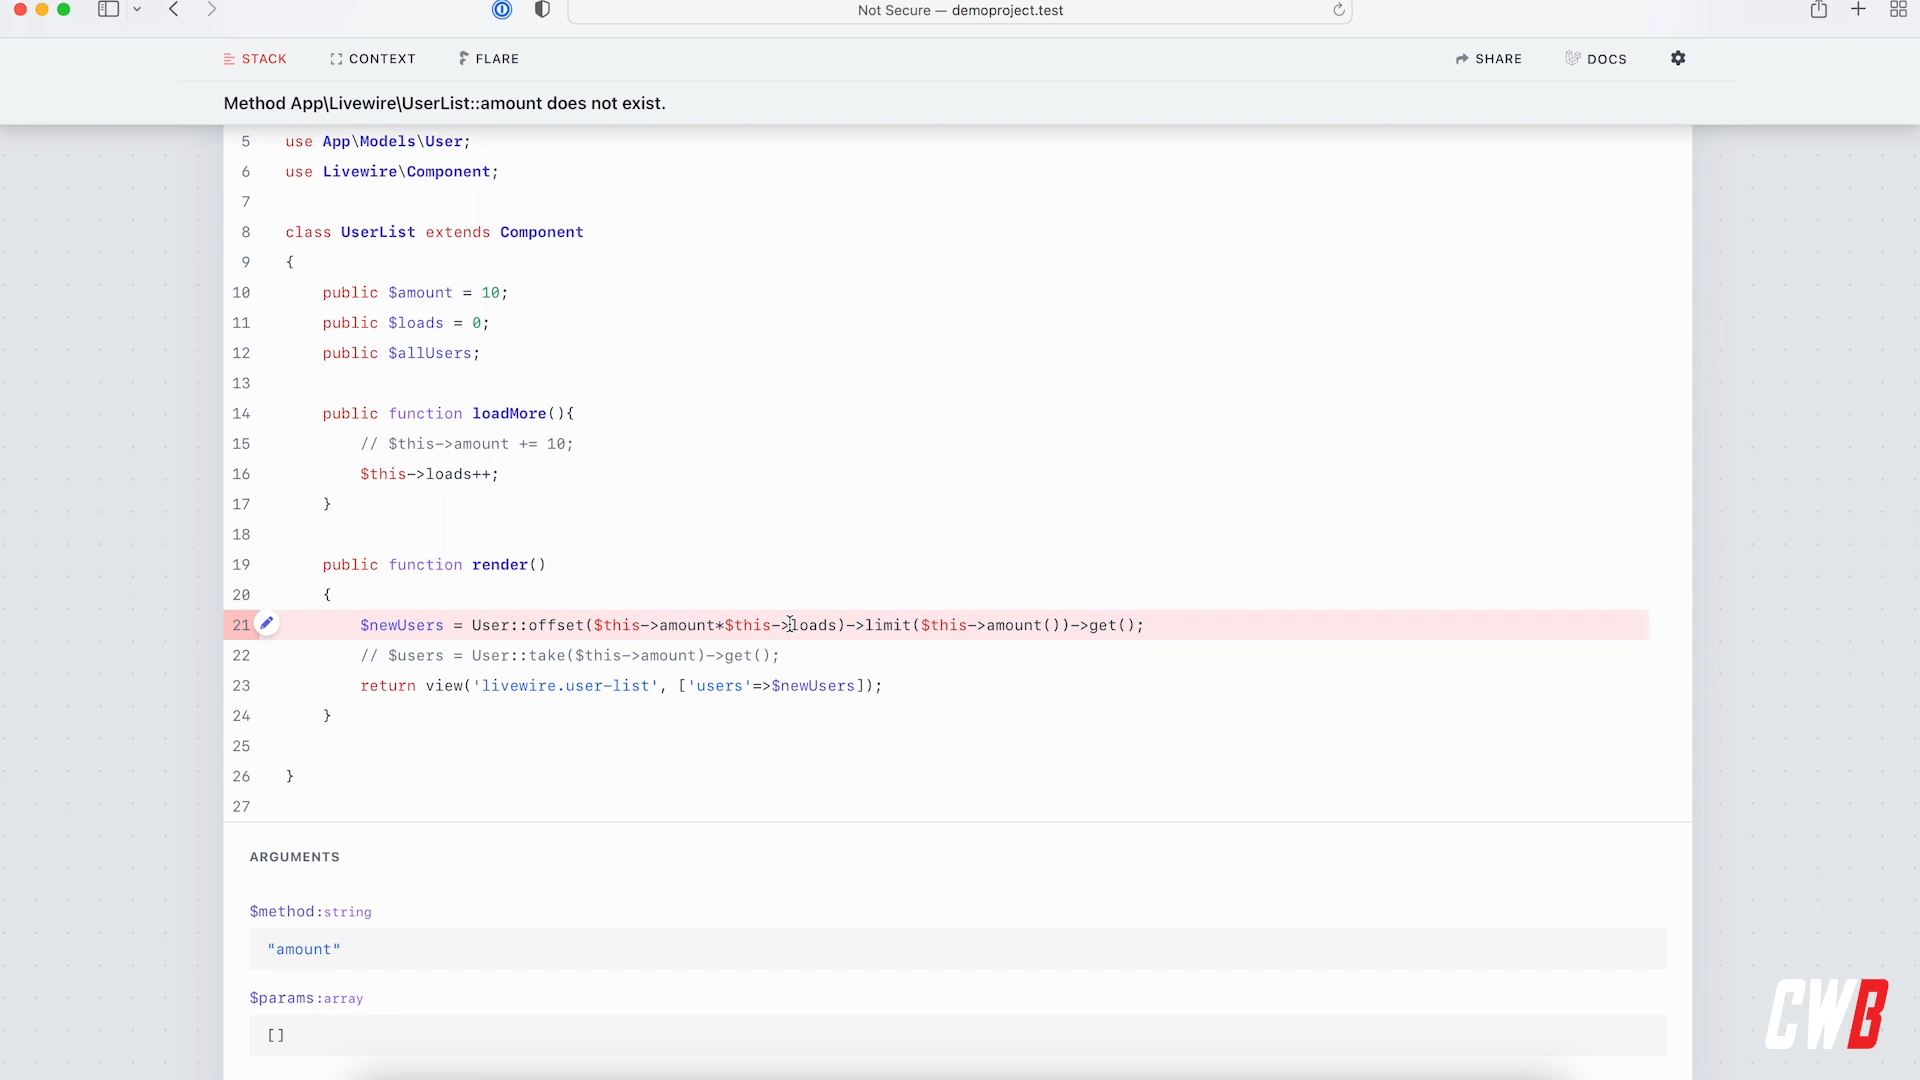 Not Secure — demoproject.test
STACK CONTEXT FLARE SHARE DOCS
Method App\Livewire\UserList::amount does not exist.
5 use App\Models\User;
6 use Livewire\Component;
7
8 class UserList extends Component
9 {
10 public $amount = 10;
11 public $loads = 0;
12 public $allUsers;
13
14 public function loadMore(){
15 // $this->amount += 10;
16 $this->loads++;
17 }
18
19 public function render()
20 {
21 $newUsers = User::offset($this->amount*$this->loads)->limit($this->amount())->get();
22 // $users = User::take($this->amount)->get();
23 return view('livewire.user-list', ['users'=>$newUsers]);
24 }
25
26 }
27
ARGUMENTS
$method:string
"amount"
$params:array
[]
CWB